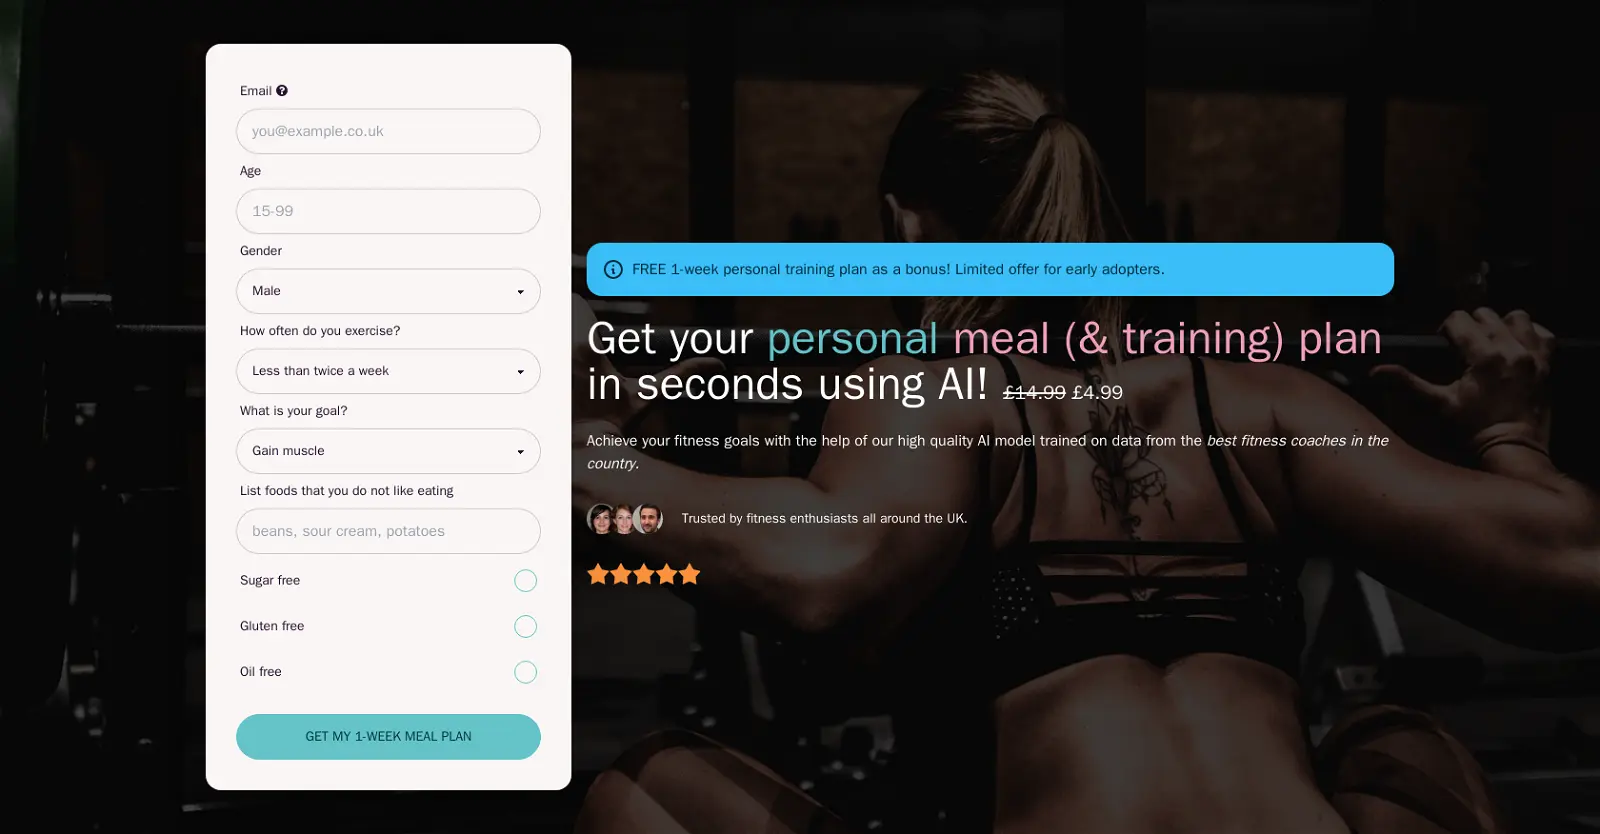 Email
you@example.co.uk
Age
15-99
Gender
Male
How often do you exercise?
Less than twice a week
What is your goal?
Gain muscle
List foods that you do not like eating
beans, sour cream, potatoes
Sugar free
Gluten free
Oil free
GET MY 1-WEEK MEAL PLAN
FREE 1-week personal training plan as a bonus! Limited offer for early adopters.
Get your personal meal (& training) plan
in seconds using AI! £14.99 £4.99
Achieve your fitness goals with the help of our high quality AI model trained on data from the best fitness coaches in the
country.
Trusted by fitness enthusiasts all around the UK.